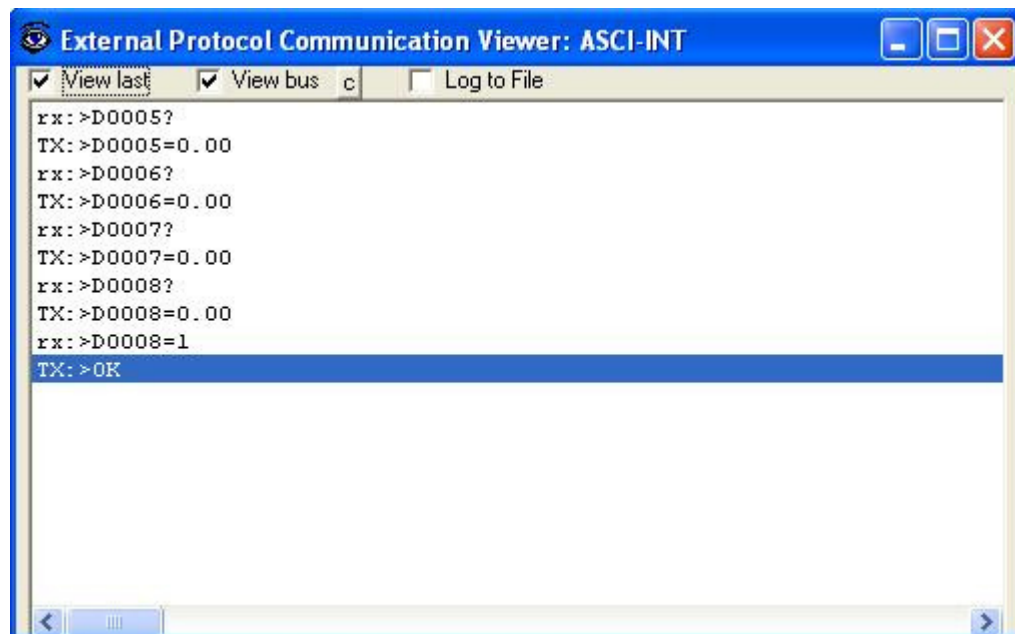 External Protocol Communication Viewer: ASCI-INT
View last View bus c Log to File
rx:>D0005?
TX:>D0005=0.00
rx:>D0006?
TX:>D0006=0.00
rx:>D0007?
TX:>D0007=0.00
rx:>D0008?
TX:>D0008=0.00
rx:>D0008=1
TX:>OK